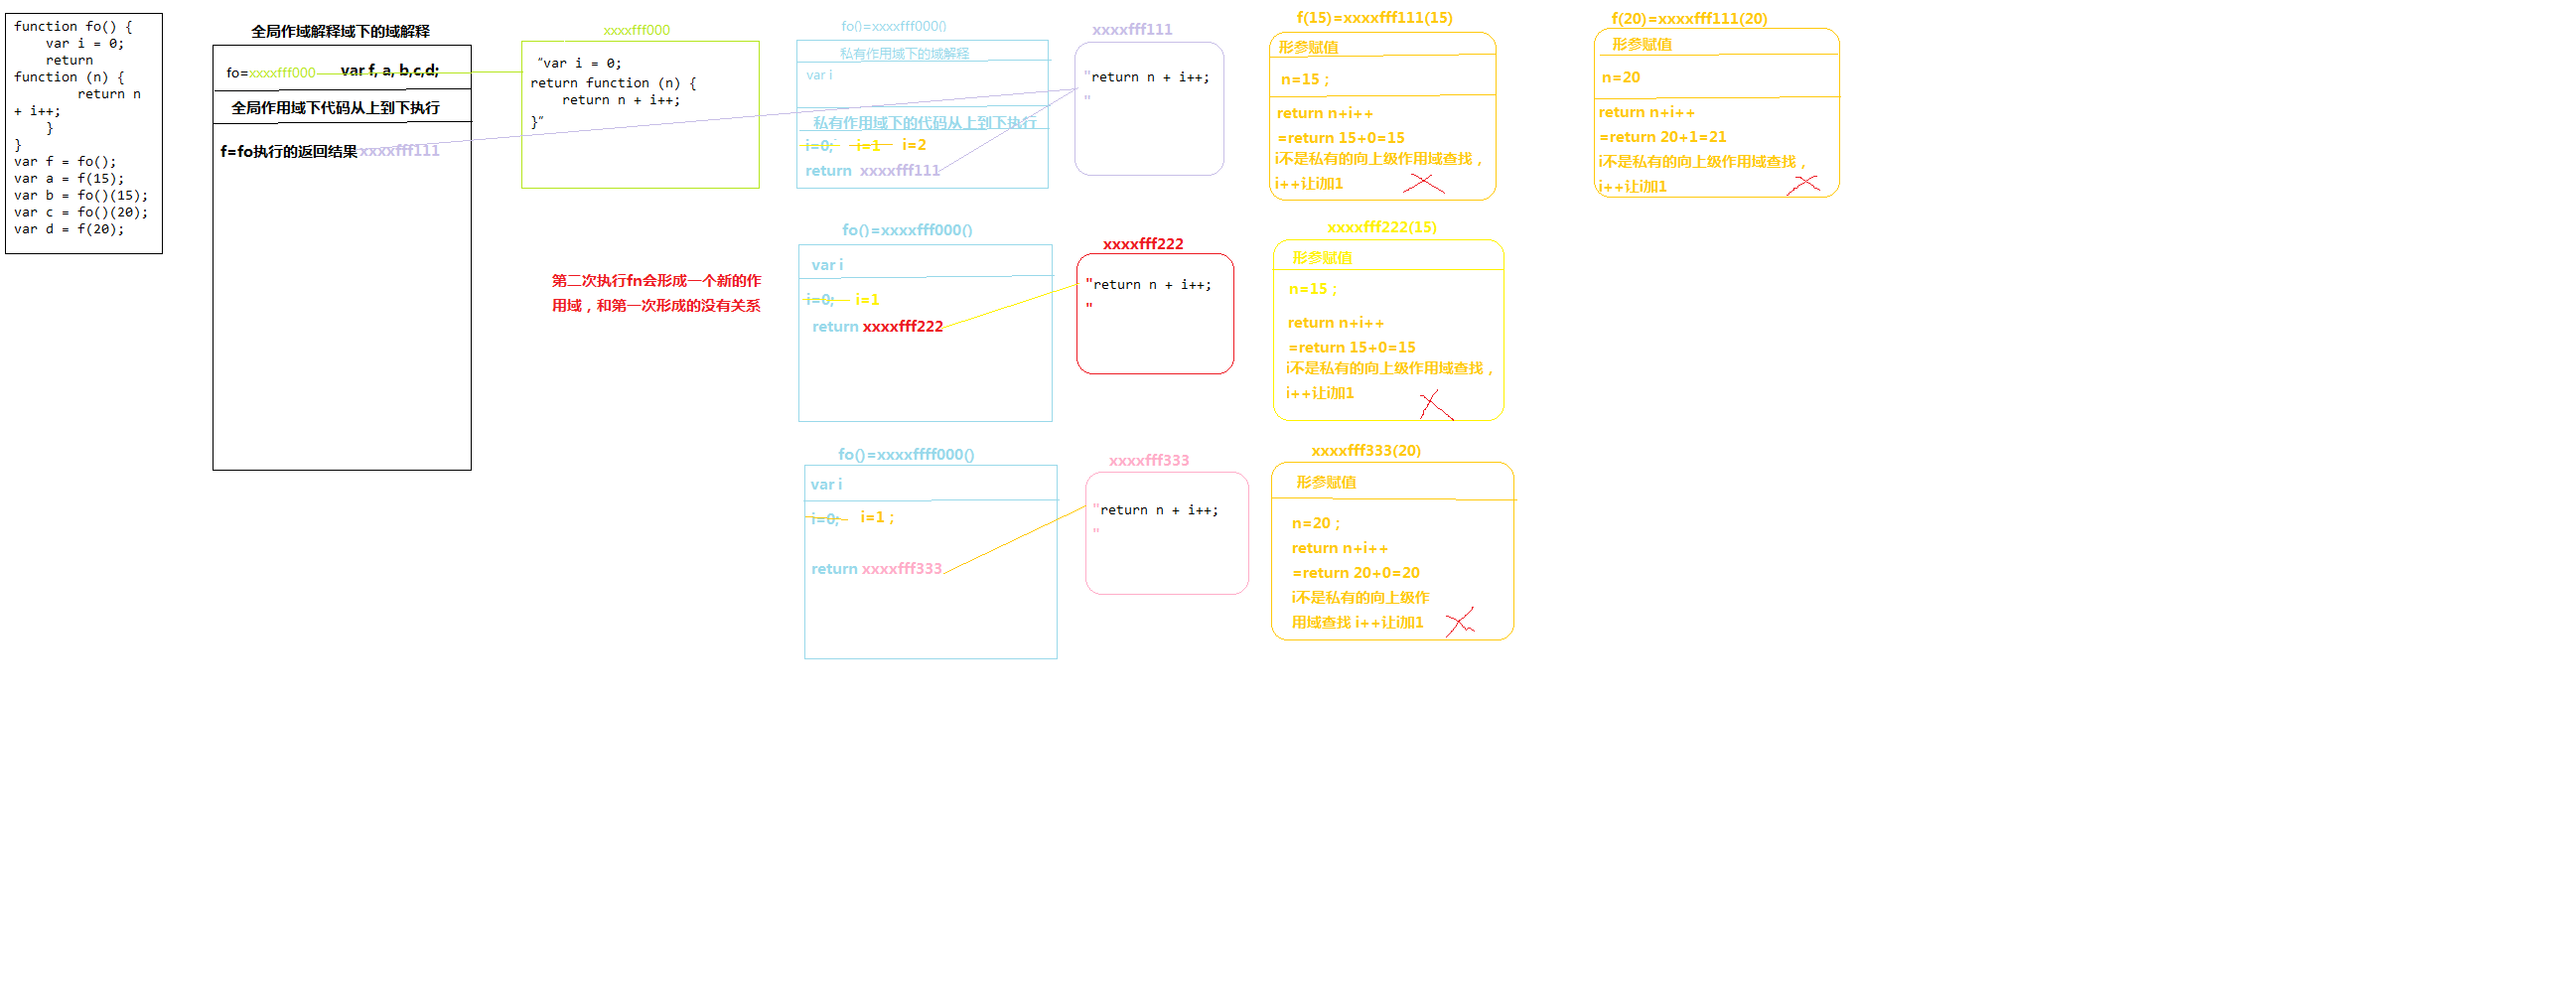 function fo() {
var i = 0;
return
function (n) {
return n
+ i++;
}
}
var f = fo();
var a = f(15);
var b = fo()(15);
var c = fo()(20);
var d = f(20);
全局作域解释域下的域解释
fo=xxxxfff000 var f, a, b,c,d;
全局作用域下代码从上到下执行
f=fo执行的返回结果xxxxfff111
xxxxfff000
“var i = 0;
return function (n) {
return n + i++;
}”
fo()=xxxxfff000()
私有作用域下的域解释
var i
私有作用域下的代码从上到下执行
i=0; i=1 i=2
return xxxxfff111
xxxxfff111
"return n + i++;
"
f(15)=xxxxfff111(15)
形参赋值
n=15；
return n+i++
=return 15+0=15
i不是私有的向上级作用域查找，
i++让i加1
f(20)=xxxxfff111(20)
形参赋值
n=20
return n+i++
=return 20+1=21
i不是私有的向上级作用域查找，
i++让i加1
第二次执行fn会形成一个新的作
用域，和第一次形成的没有关系
fo()=xxxxfff000()
var i
i=0; i=1
return xxxxfff222
xxxxfff222
"return n + i++;
"
xxxxfff222(15)
形参赋值
n=15；
return n+i++
=return 15+0=15
i不是私有的向上级作用域查找，
i++让i加1
fo()=xxxxffff000()
var i
i=0; i=1；
return xxxxfff333
xxxxfff333
"return n + i++;
"
xxxxfff333(20)
形参赋值
n=20；
return n+i++
=return 20+0=20
i不是私有的向上级作
用域查找 i++让i加1